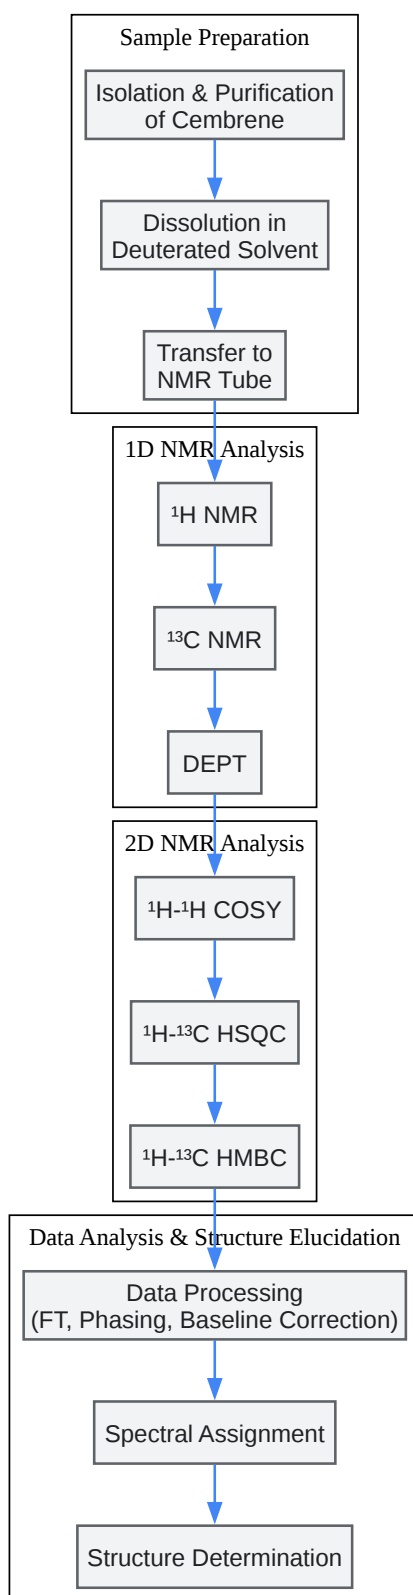 Sample Preparation
Isolation & Purification
of Cembrene
Dissolution in
Deuterated Solvent
Transfer to
NMR Tube
1D NMR Analysis
¹H NMR
¹³C NMR
DEPT
2D NMR Analysis
¹H-¹H COSY
¹H-¹³C HSQC
¹H-¹³C HMBC
Data Analysis & Structure Elucidation
Data Processing
(FT, Phasing, Baseline Correction)
Spectral Assignment
Structure Determination